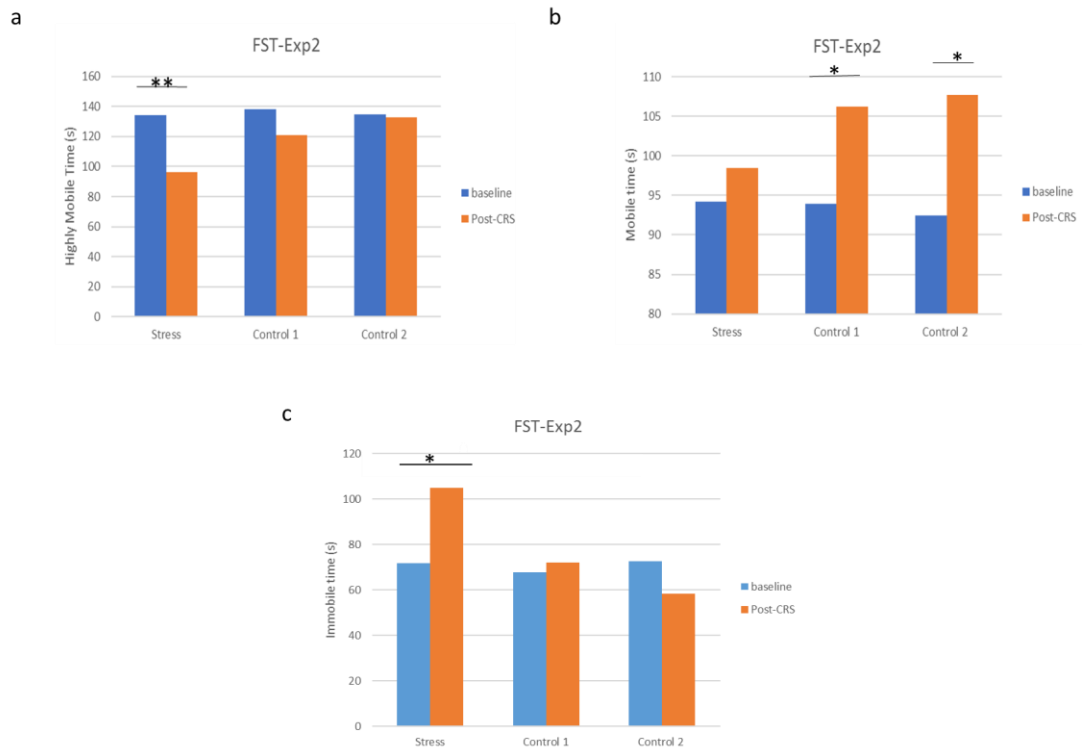 a
FST-Exp2
160
140
120
100
80
60
40
20
0
Highly Mobile Time (s)
**
Stress Control 1 Control 2
baseline
Post-CRS
b
FST-Exp2
110
105
100
95
90
85
80
Mobile time (s)
*
*
Stress Control 1 Control 2
baseline
Post-CRS
c
FST-Exp2
120
100
80
60
40
20
0
Immobile time (s)
*
Stress Control 1 Control 2
baseline
Post-CRS